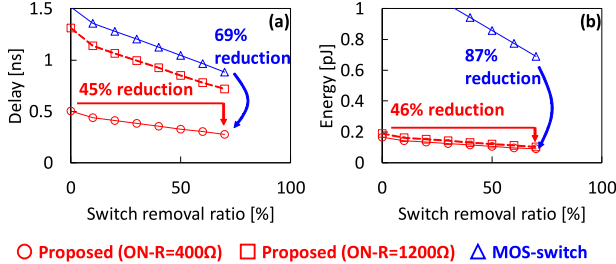 (a)
1.5
1
0.5
0
Delay [ns]
69%
reduction
45% reduction
0
50
100
Switch removal ratio [%]
(b)
1
0.8
0.6
0.4
0.2
0
Energy [pJ]
87%
reduction
46% reduction
0
50
100
Switch removal ratio [%]
Proposed (ON-R=400Ω) Proposed (ON-R=1200Ω) MOS-switch